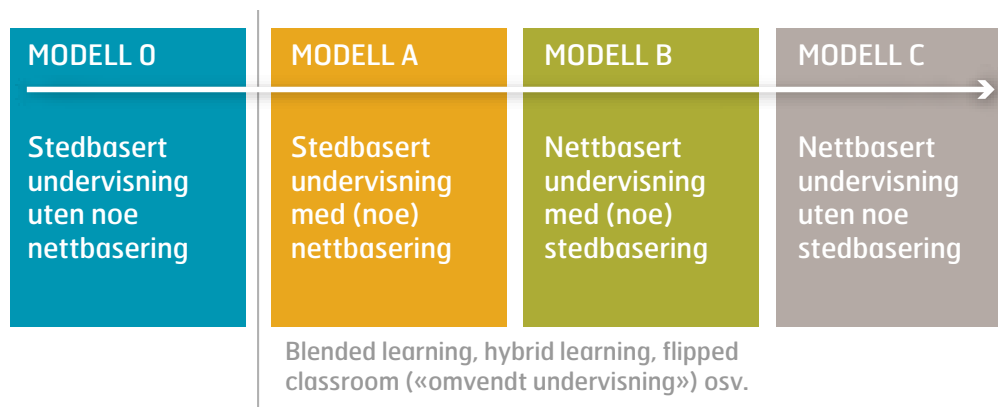 MODELL 0
Stedbasert
undervisning
uten noe
nettbasering
MODELL A
Stedbasert
undervisning
med (noe)
nettbasering
MODELL B
Nettbasert
undervisning
med (noe)
stedbasering
MODELL C
Nettbasert
undervisning
uten noe
stedbasering
Blended learning, hybrid learning, flipped
classroom («omvendt undervisning») osv.